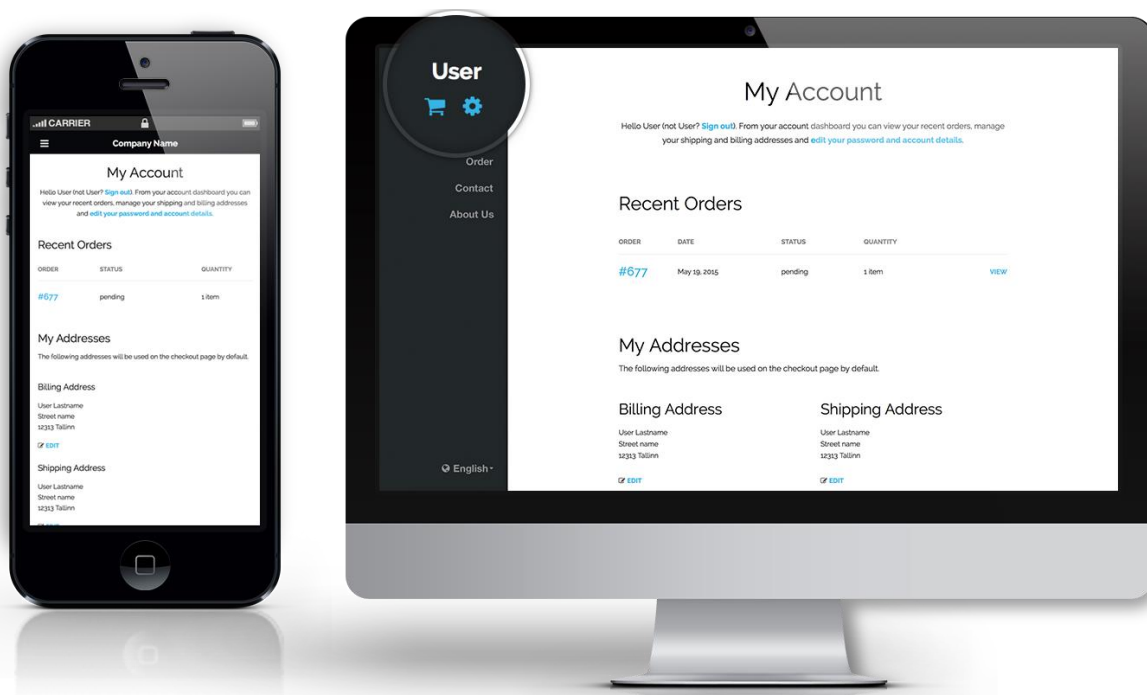 CARRIER
Company Name
My Account
Hello User (not User? Sign out). From your account dashboard you can
view your recent orders, manage your shipping and billing addresses
and edit your password and account details.
Recent Orders
ORDER STATUS QUANTITY
#677 pending 1 item
My Addresses
The following addresses will be used on the checkout page by default.
Billing Address
User Lastname
Street name
12313 Tallinn
EDIT
Shipping Address
User Lastname
Street name
12313 Tallinn
User
Order
Contact
About Us
English
My Account
Hello User (not User? Sign out). From your account dashboard you can view your recent orders, manage
your shipping and billing addresses and edit your password and account details.
Recent Orders
ORDER DATE STATUS QUANTITY
#677 May 19, 2015 pending 1 item VIEW
My Addresses
The following addresses will be used on the checkout page by default.
Billing Address Shipping Address
User Lastname User Lastname
Street name Street name
12313 Tallinn 12313 Tallinn
EDIT EDIT